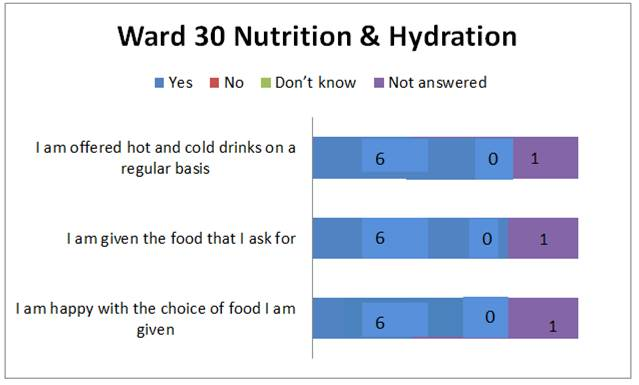 Ward 30 Nutrition & Hydration
Yes No Don't know Not answered
I am offered hot and cold drinks on a
regular basis
6 0 1
I am given the food that I ask for
6 0 1
I am happy with the choice of food I am
given
6 0 1